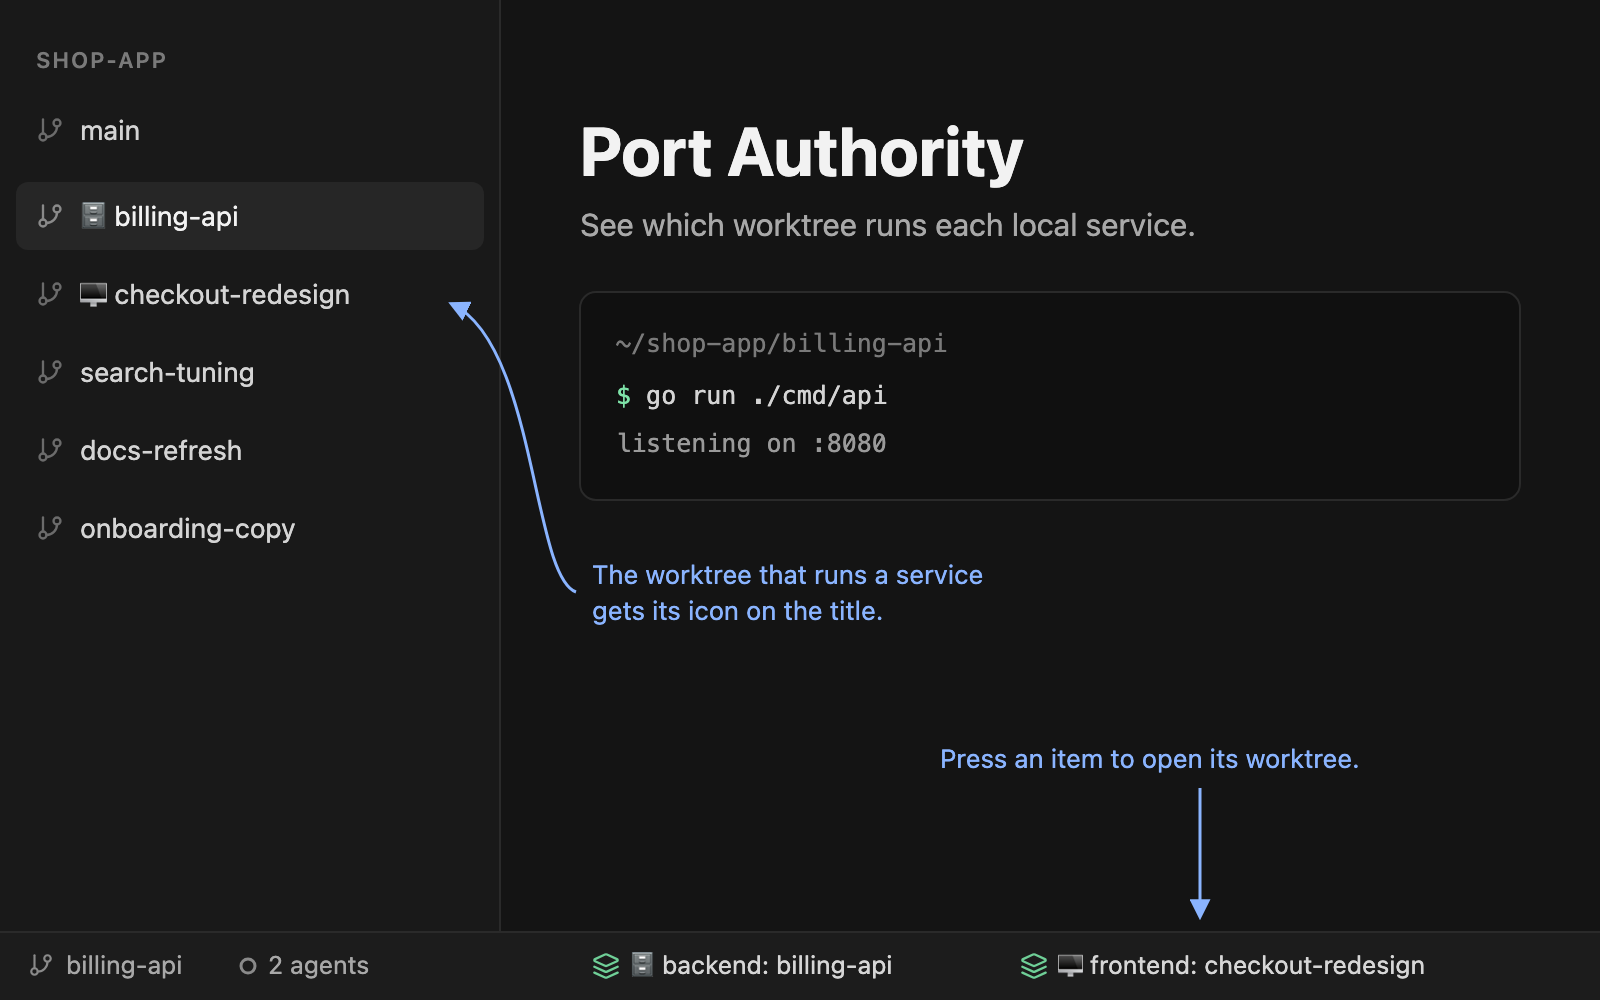 SHOP-APP
main
billing-api
checkout-redesign
search-tuning
docs-refresh
onboarding-copy
Port Authority
See which worktree runs each local service.
~/shop-app/billing-api
$ go run ./cmd/api
listening on :8080
The worktree that runs a service
gets its icon on the title.
Press an item to open its worktree.
billing-api
2 agents
backend: billing-api
frontend: checkout-redesign